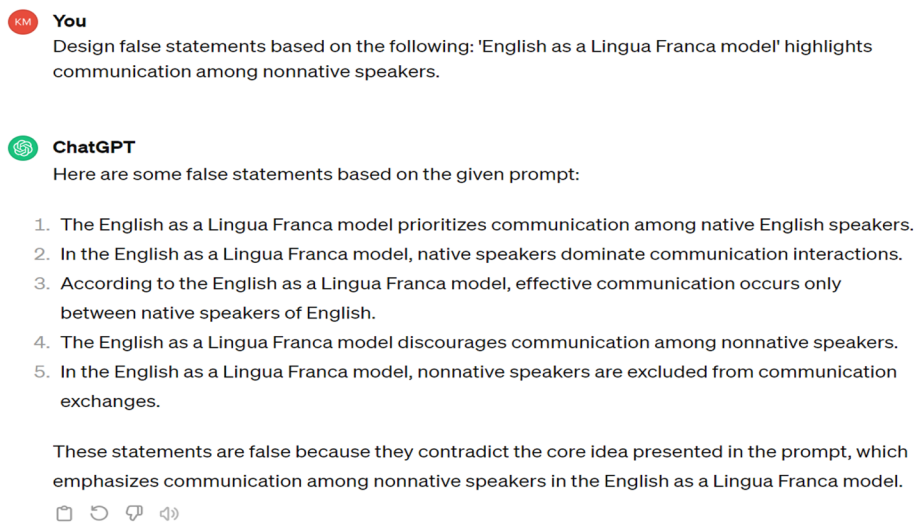 KM You
Design false statements based on the following: 'English as a Lingua Franca model' highlights
communication among nonnative speakers.
ChatGPT
Here are some false statements based on the given prompt:
1. The English as a Lingua Franca model prioritizes communication among native English speakers.
2. In the English as a Lingua Franca model, native speakers dominate communication interactions.
3. According to the English as a Lingua Franca model, effective communication occurs only
between native speakers of English.
4. The English as a Lingua Franca model discourages communication among nonnative speakers.
5. In the English as a Lingua Franca model, nonnative speakers are excluded from communication
exchanges.
These statements are false because they contradict the core idea presented in the prompt, which
emphasizes communication among nonnative speakers in the English as a Lingua Franca model.